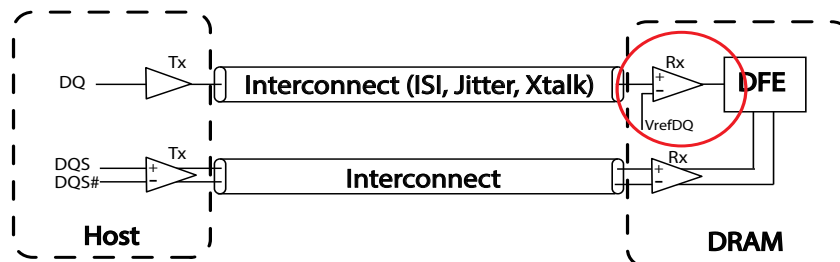 Tx
Rx
DQ
Interconnect (ISI, Jitter, Xtalk)
+
−
DFE
VrefDQ
Tx
Rx
DQS
DQS#
+
−
Interconnect
+
−
Host
DRAM